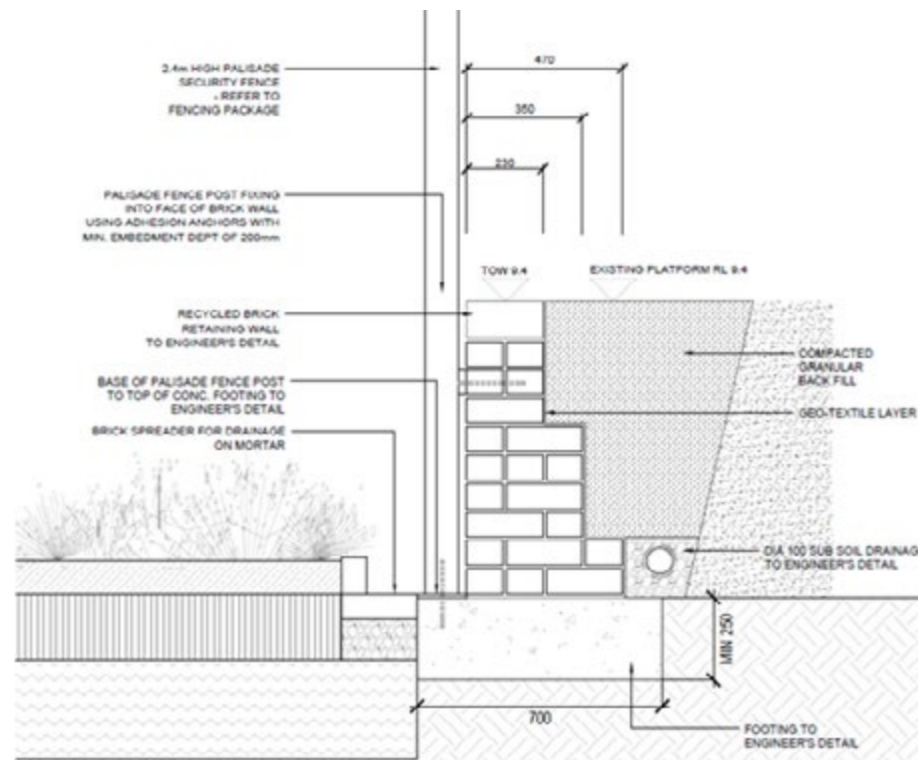 2.4m HIGH PALISADE
SECURITY FENCE
- REFER TO
FENCING PACKAGE
PALISADE FENCE POST FIXING
INTO FACE OF BRICK WALL
USING ADHESION ANCHORS WITH
MIN. EMBEDMENT DEPT OF 200mm
RECYCLED BRICK
RETAINING WALL
TO ENGINEER'S DETAIL
BASE OF PALISADE FENCE POST
TO TOP OF CONC. FOOTING TO
ENGINEER'S DETAIL
BRICK SPREADER FOR DRAINAGE
ON MORTAR
470
350
230
TOW 9.4
EXISTING PLATFORM RL 9.4
COMPACTED
GRANULAR
BACK FILL
GEO-TEXTILE LAYER
DIA 100 SUB SOIL DRAINAG
TO ENGINEER'S DETAIL
MIN 250
700
FOOTING TO
ENGINEER'S DETAIL